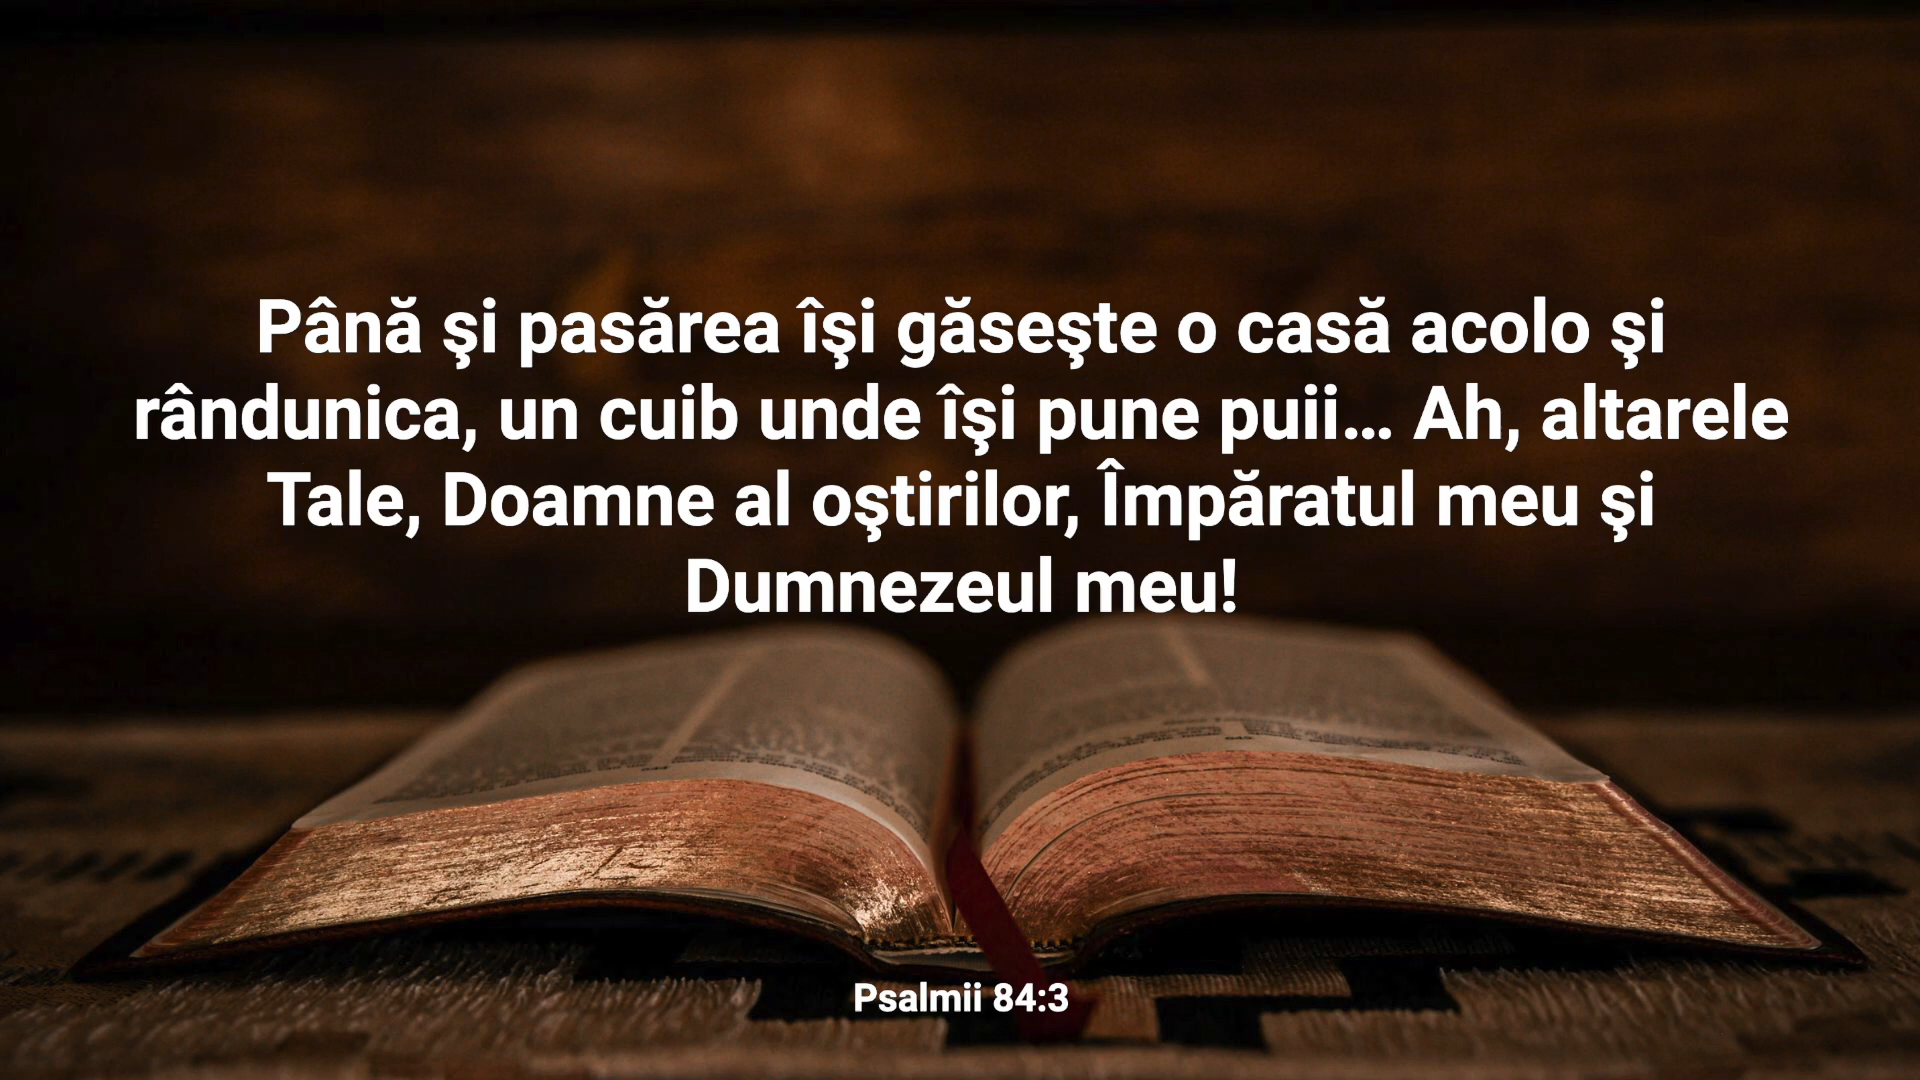 Până şi pasărea îşi găseşte o casă acolo şi
rândunica, un cuib unde îşi pune puii… Ah, altarele
Tale, Doamne al oştirilor, Împăratul meu şi
Dumnezeul meu!
Psalmii 84:3